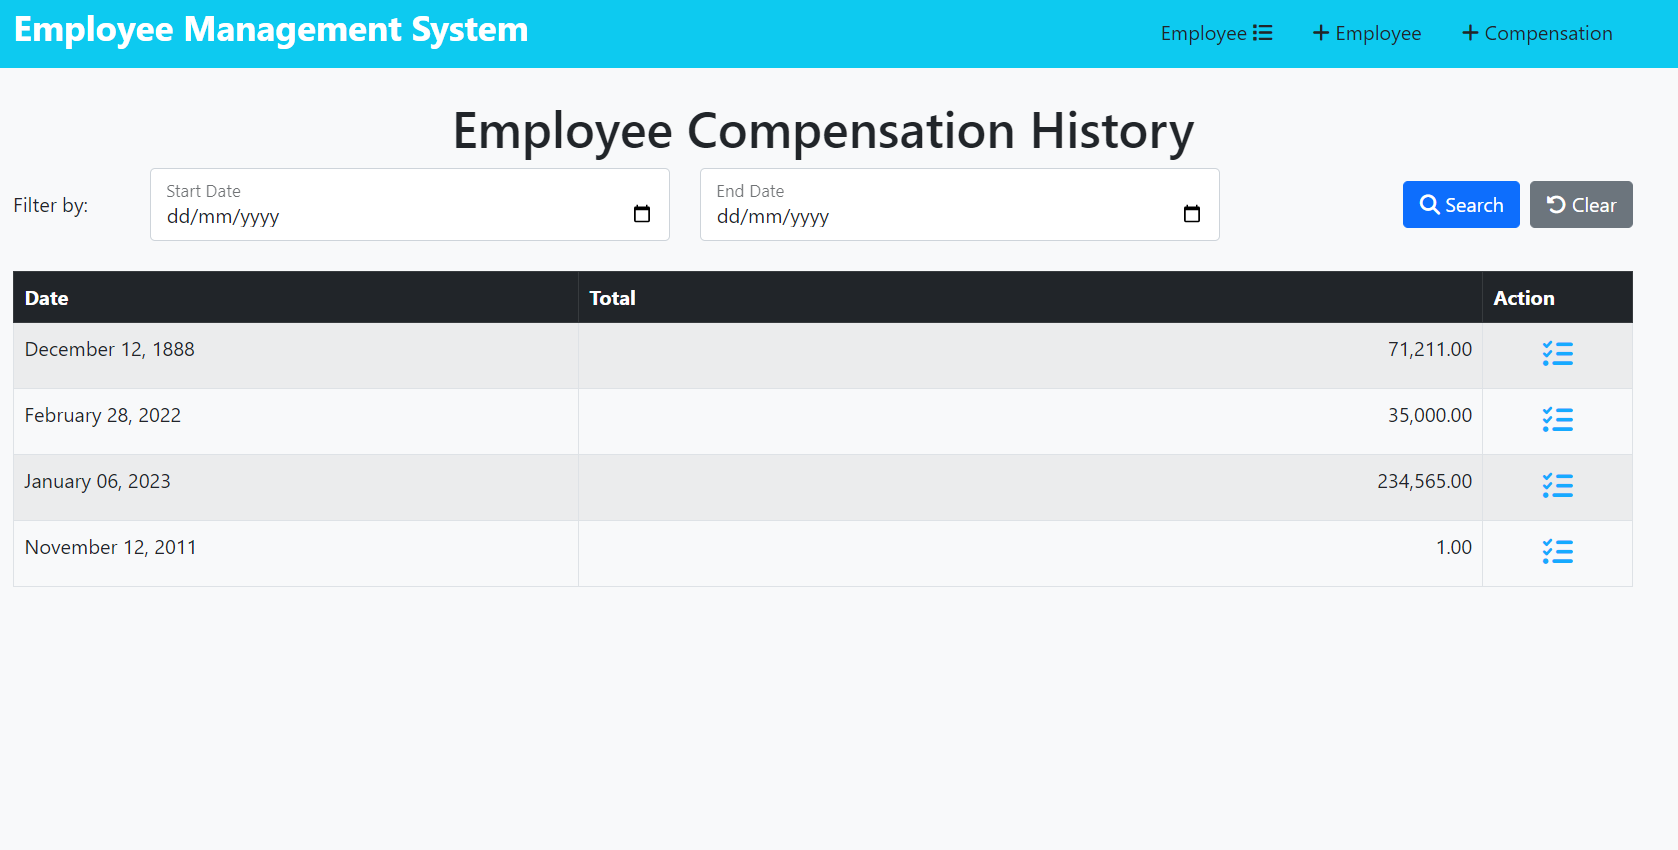 Employee Management System
Employee
Employee
Compensation
Employee Compensation History
Filter by:
Start Date
dd/mm/yyyy
End Date
dd/mm/yyyy
Search
Clear
Date Total Action
December 12, 1888 71,211.00
February 28, 2022 35,000.00
January 06, 2023 234,565.00
November 12, 2011 1.00